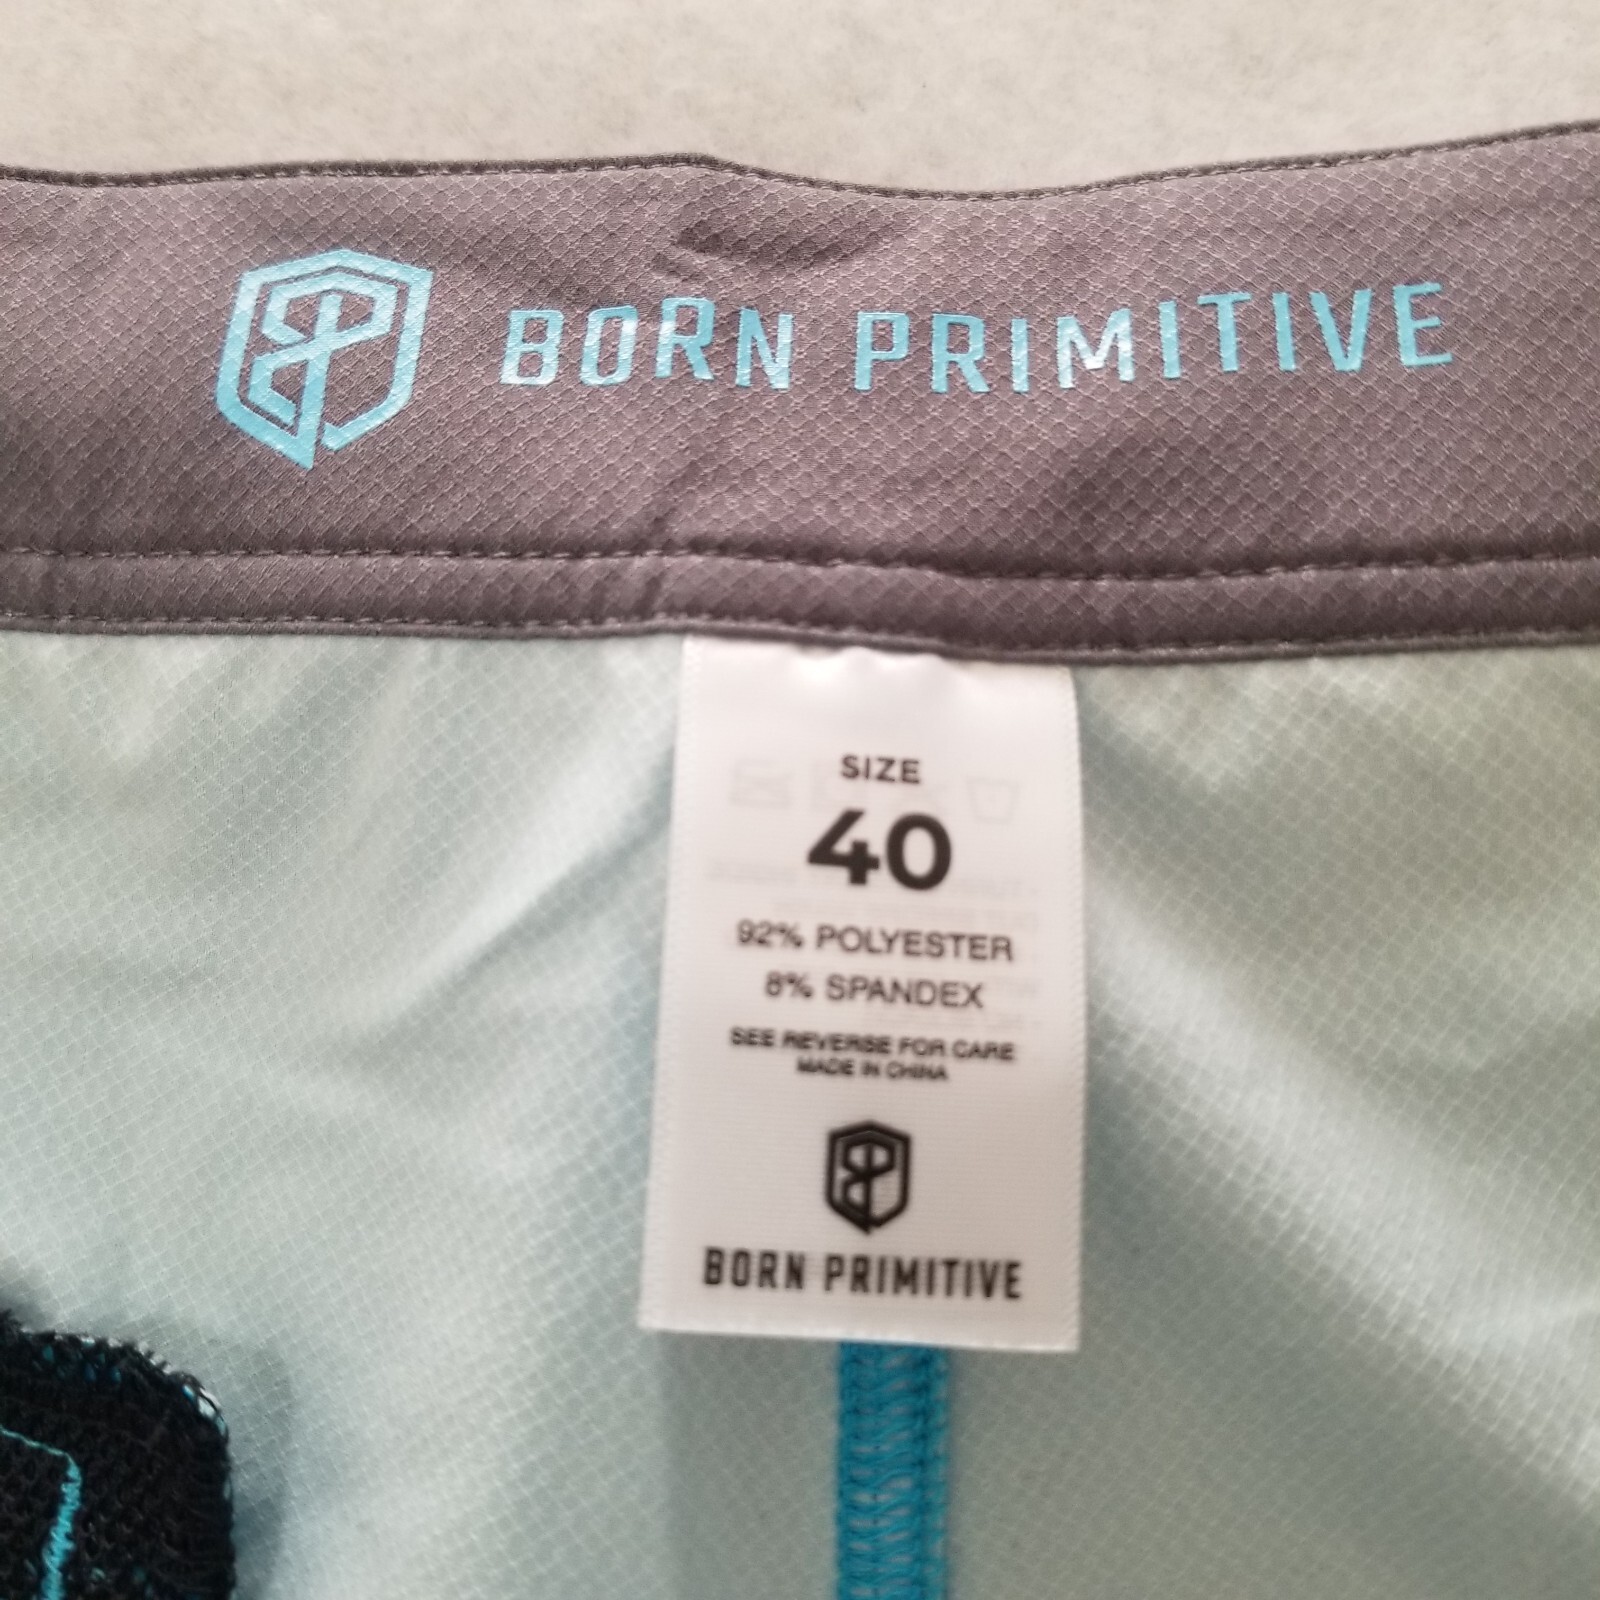 BORN PRIMITIVE
SIZE
40
92% POLYESTER
8% SPANDEX
SEE REVERSE FOR CARE
MADE IN CHINA
BORN PRIMITIVE